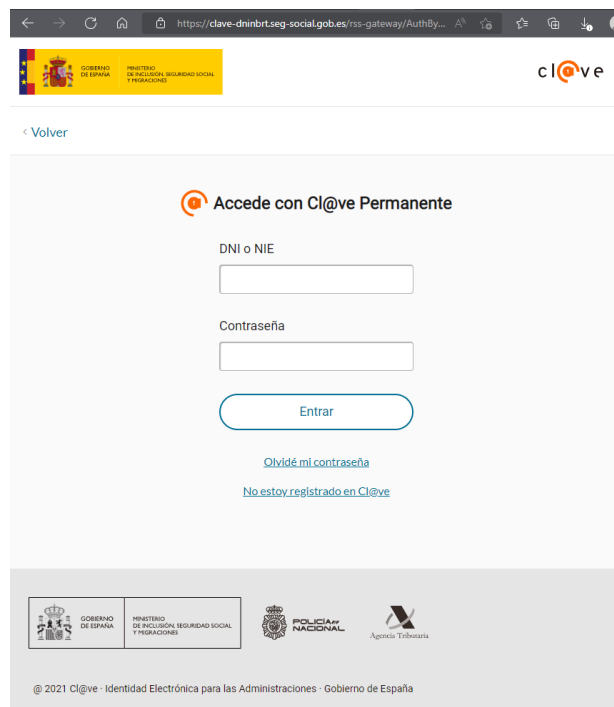 https://clave-dninbrt.seg-social.gob.es/rss-gateway/AuthBy...
GOBIERNO
DE ESPAÑA
MINISTERIO
DE INCLUSIÓN, SEGURIDAD SOCIAL
Y MIGRACIONES
cl@ve
< Volver
Accede con Cl@ve Permanente
DNI o NIE
Contraseña
Entrar
Olvidé mi contraseña
No estoy registrado en Cl@ve
GOBIERNO
DE ESPAÑA
MINISTERIO
DE INCLUSIÓN, SEGURIDAD SOCIAL
Y MIGRACIONES
POLICÍA
NACIONAL
Agencia Tributaria
@ 2021 Cl@ve · Identidad Electrónica para las Administraciones · Gobierno de España